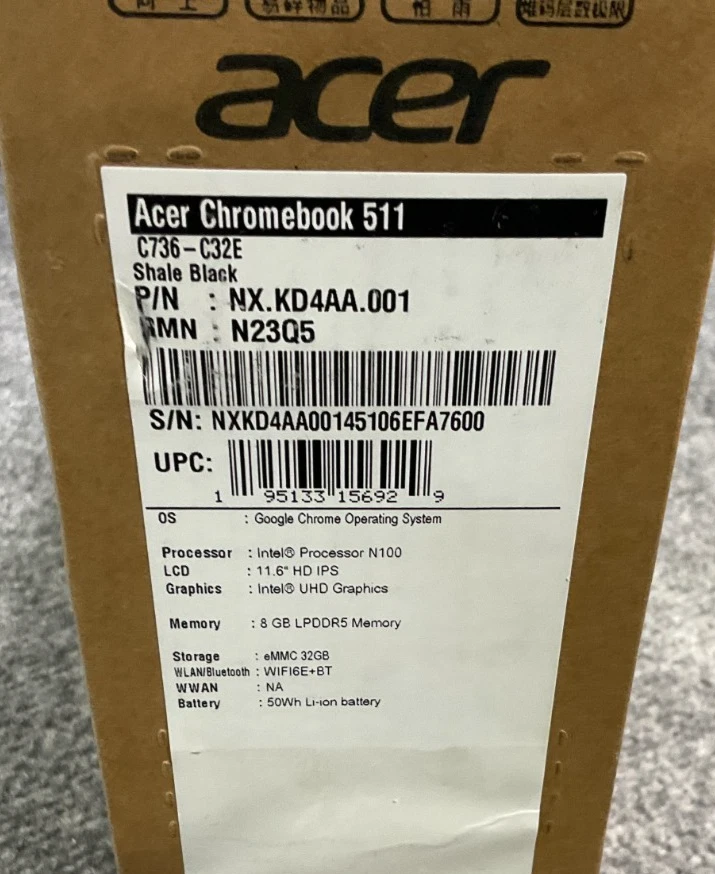 acer
Acer Chromebook 511
C736-C32E
Shale Black
P/N : NX.KD4AA.001
RMN : N23Q5
S/N: NXKD4AA00145106EFA7600
UPC:
1 95133 15692 9
OS : Google Chrome Operating System
Processor : Intel® Processor N100
LCD : 11.6" HD IPS
Graphics : Intel® UHD Graphics
Memory : 8 GB LPDDR5 Memory
Storage : eMMC 32GB
WLAN/Bluetooth : WIFI6E+BT
WWAN : NA
Battery : 50Wh Li-ion battery